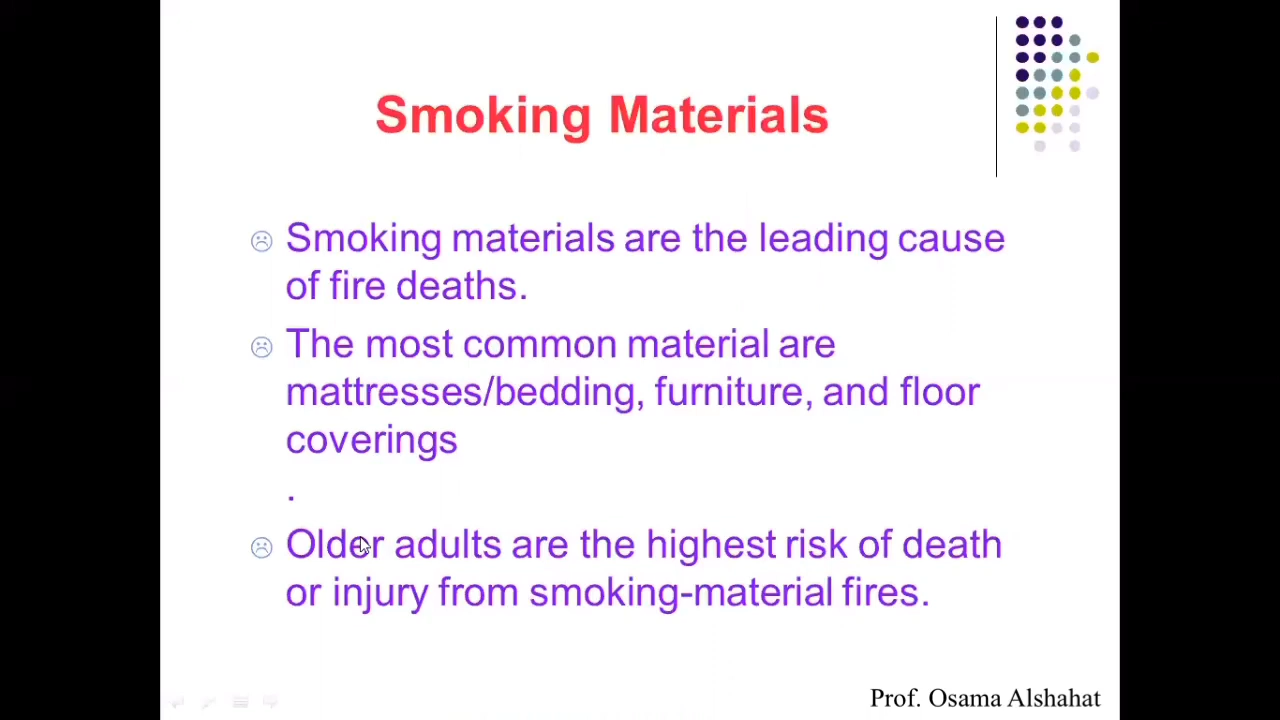 Smoking Materials
Smoking materials are the leading cause
of fire deaths.
The most common material are
mattresses/bedding, furniture, and floor
coverings
.
Older adults are the highest risk of death
or injury from smoking-material fires.
Prof. Osama Alshahat